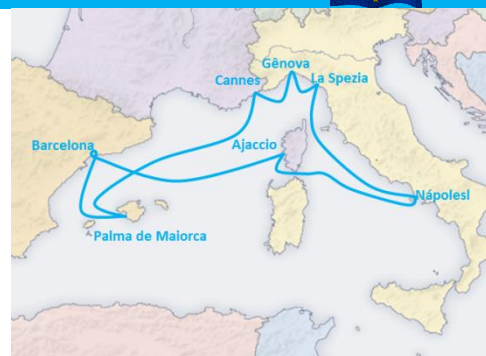 Gênova
Cannes
La Spezia
Barcelona
Ajaccio
Nápolesl
Palma de Maiorca